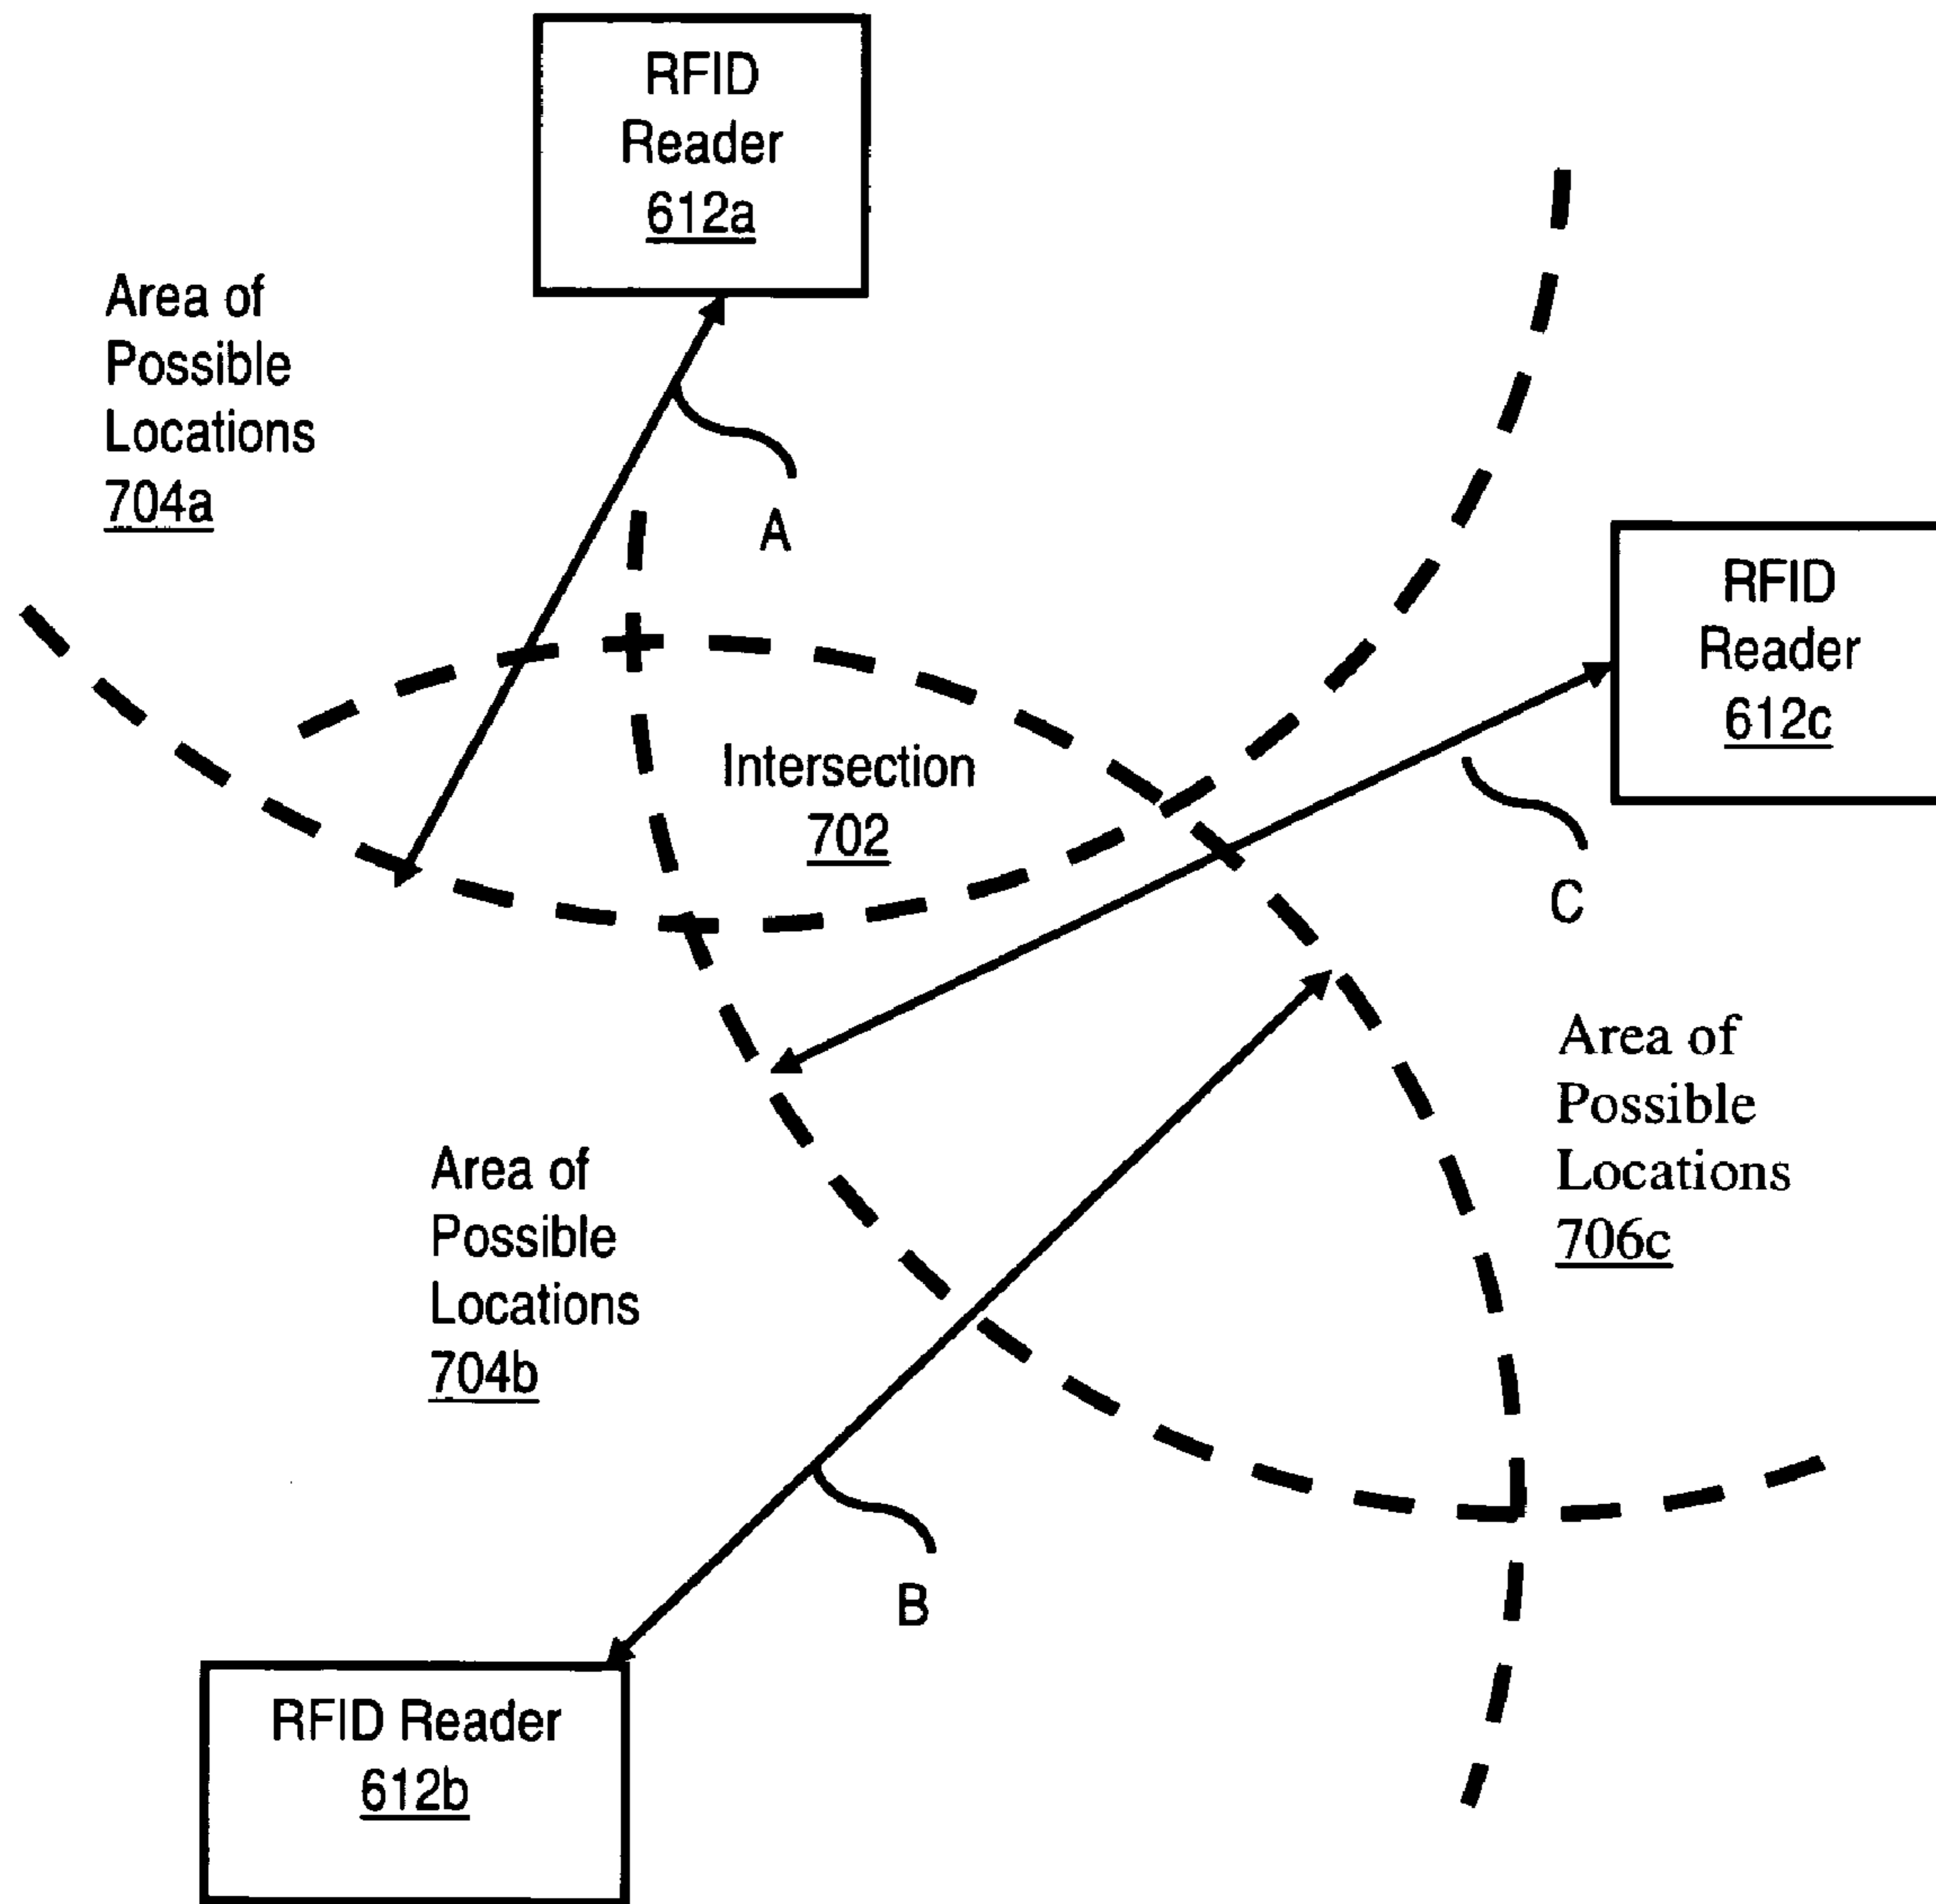 RFID
Reader
612a
Area of
Possible
Locations
704a
A
RFID
Reader
612c
Intersection
702
C
Area of
Possible
Locations
706c
Area of
Possible
Locations
704b
B
RFID Reader
612b